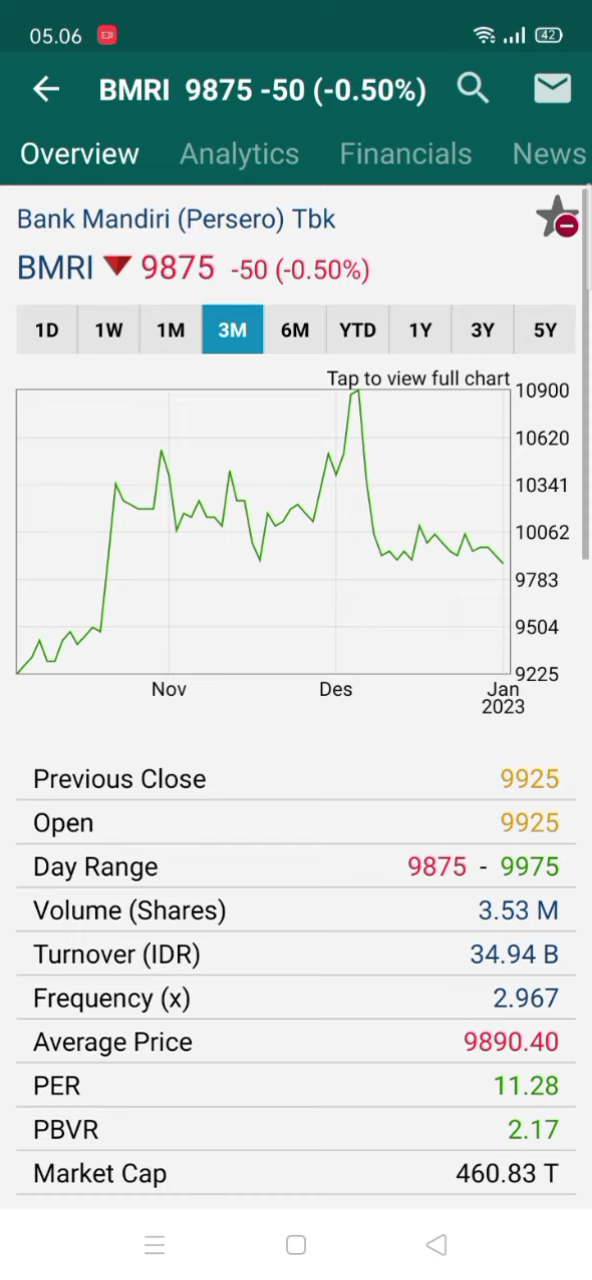 05.06
42
BMRI 9875 -50 (-0.50%)
Overview Analytics Financials News
Bank Mandiri (Persero) Tbk
BMRI 9875 -50 (-0.50%)
1D 1W 1M 3M 6M YTD 1Y 3Y 5Y
Tap to view full chart
10900
10620
10341
10062
9783
9504
9225
Nov Des Jan
2023
Previous Close 9925
Open 9925
Day Range 9875 - 9975
Volume (Shares) 3.53 M
Turnover (IDR) 34.94 B
Frequency (x) 2.967
Average Price 9890.40
PER 11.28
PBVR 2.17
Market Cap 460.83 T